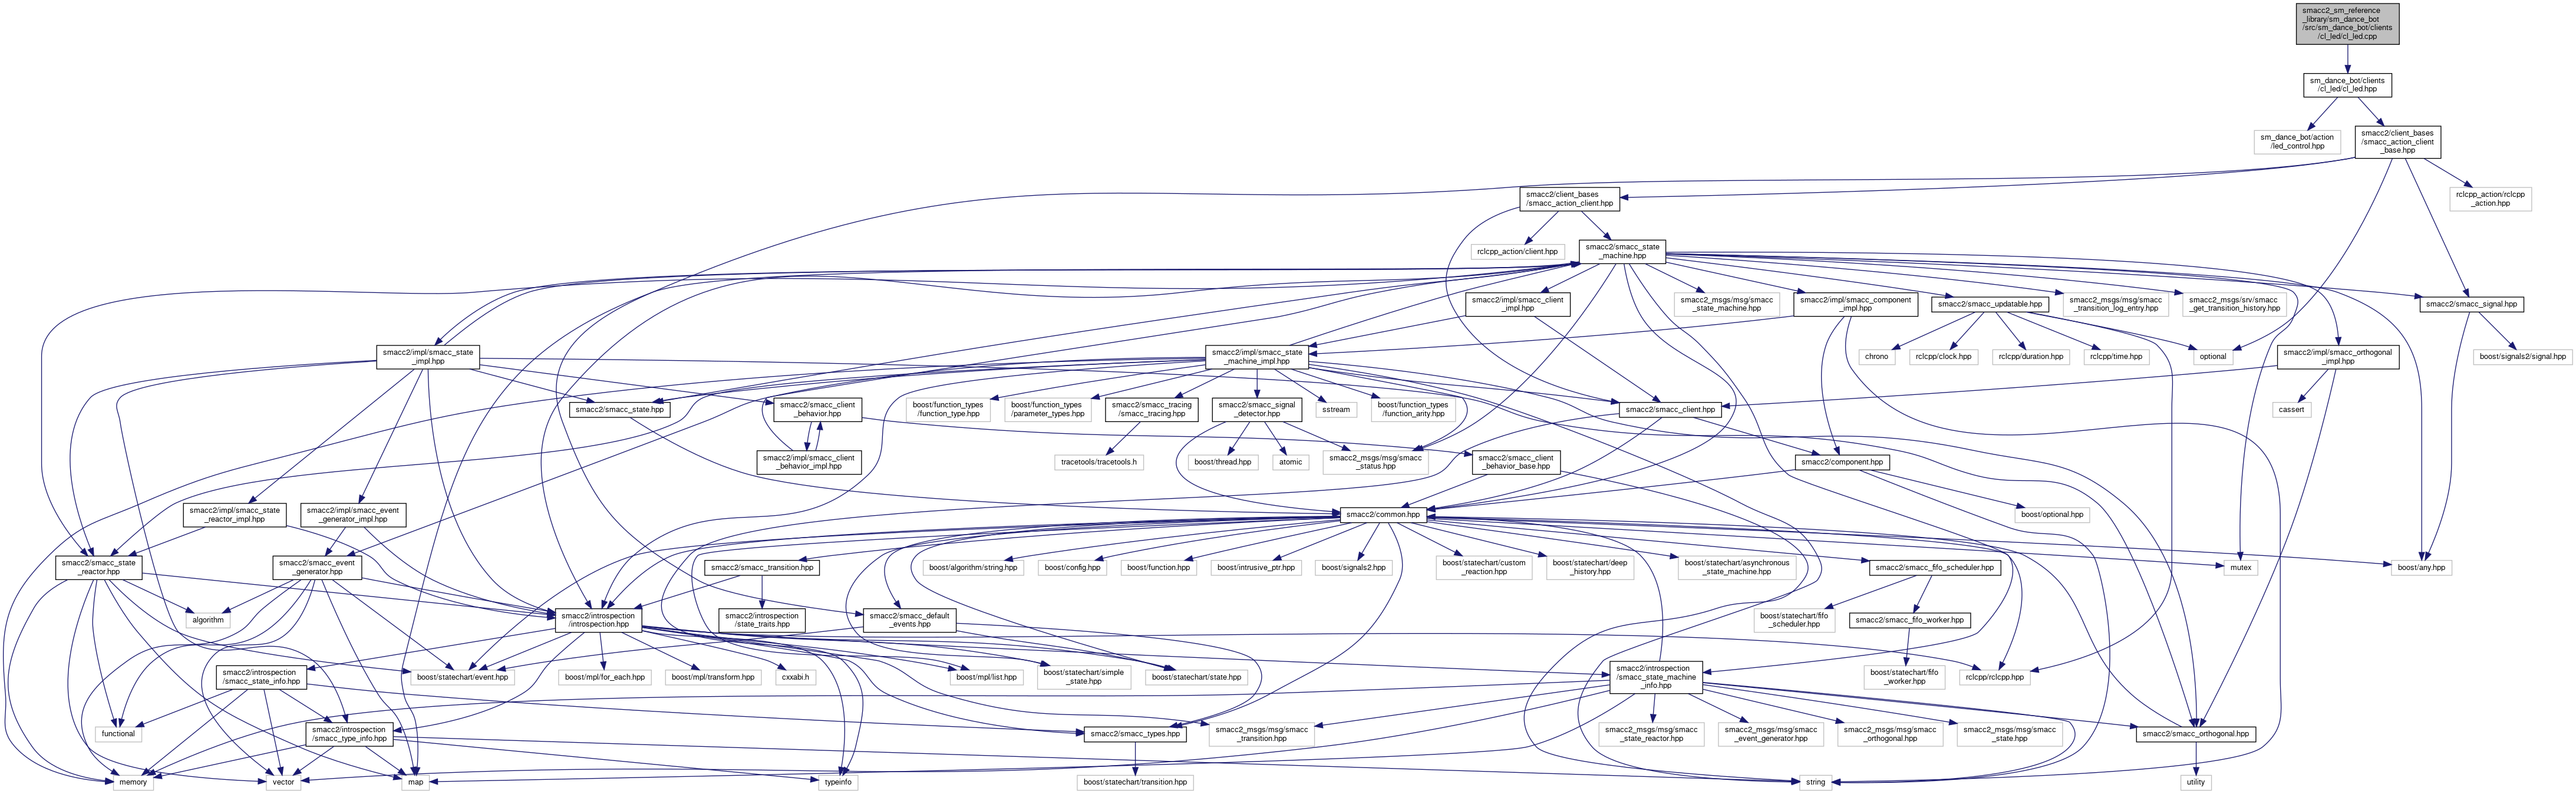 smacc2_sm_reference
_library/sm_dance_bot
/src/sm_dance_bot/clients
/cl_led/cl_led.cpp
sm_dance_bot/clients
/cl_led/cl_led.hpp
sm_dance_bot/action
/led_control.hpp
smacc2/client_bases
/smacc_action_client
_base.hpp
smacc2/client_bases
/smacc_action_client.hpp
rclcpp_action/rclcpp
_action.hpp
rclcpp_action/client.hpp
smacc2/smacc_state
_machine.hpp
smacc2/impl/smacc_client
_impl.hpp
smacc2_msgs/msg/smacc
_state_machine.hpp
smacc2/impl/smacc_component
_impl.hpp
smacc2/smacc_updatable.hpp
smacc2_msgs/msg/smacc
_transition_log_entry.hpp
smacc2_msgs/srv/smacc
_get_transition_history.hpp
smacc2/smacc_signal.hpp
smacc2/impl/smacc_state
_impl.hpp
smacc2/impl/smacc_state
_machine_impl.hpp
chrono
rclcpp/clock.hpp
rclcpp/duration.hpp
rclcpp/time.hpp
optional
smacc2/impl/smacc_orthogonal
_impl.hpp
boost/signals2/signal.hpp
smacc2/smacc_state.hpp
smacc2/smacc_client
_behavior.hpp
boost/function_types
/function_type.hpp
boost/function_types
/parameter_types.hpp
smacc2/smacc_tracing
/smacc_tracing.hpp
smacc2/smacc_signal
_detector.hpp
sstream
boost/function_types
/function_arity.hpp
smacc2/smacc_client.hpp
cassert
smacc2/impl/smacc_client
_behavior_impl.hpp
tracetools/tracetools.h
boost/thread.hpp
atomic
smacc2_msgs/msg/smacc
_status.hpp
smacc2/smacc_client
_behavior_base.hpp
smacc2/component.hpp
smacc2/impl/smacc_state
_reactor_impl.hpp
smacc2/impl/smacc_event
_generator_impl.hpp
smacc2/common.hpp
boost/optional.hpp
smacc2/smacc_state
_reactor.hpp
smacc2/smacc_event
_generator.hpp
smacc2/smacc_transition.hpp
boost/algorithm/string.hpp
boost/config.hpp
boost/function.hpp
boost/intrusive_ptr.hpp
boost/signals2.hpp
boost/statechart/custom
_reaction.hpp
boost/statechart/deep
_history.hpp
boost/statechart/asynchronous
_state_machine.hpp
smacc2/smacc_fifo_scheduler.hpp
mutex
boost/any.hpp
algorithm
smacc2/introspection
/introspection.hpp
smacc2/introspection
/state_traits.hpp
smacc2/smacc_default
_events.hpp
boost/statechart/fifo
_scheduler.hpp
smacc2/smacc_fifo_worker.hpp
smacc2/introspection
/smacc_state_info.hpp
boost/statechart/event.hpp
boost/mpl/for_each.hpp
boost/mpl/transform.hpp
cxxabi.h
boost/mpl/list.hpp
boost/statechart/simple
_state.hpp
boost/statechart/state.hpp
smacc2/introspection
/smacc_state_machine
_info.hpp
boost/statechart/fifo
_worker.hpp
rclcpp/rclcpp.hpp
functional
smacc2/introspection
/smacc_type_info.hpp
smacc2/smacc_types.hpp
smacc2_msgs/msg/smacc
_transition.hpp
smacc2_msgs/msg/smacc
_state_reactor.hpp
smacc2_msgs/msg/smacc
_event_generator.hpp
smacc2_msgs/msg/smacc
_orthogonal.hpp
smacc2_msgs/msg/smacc
_state.hpp
smacc2/smacc_orthogonal.hpp
memory
vector
map
typeinfo
boost/statechart/transition.hpp
string
utility